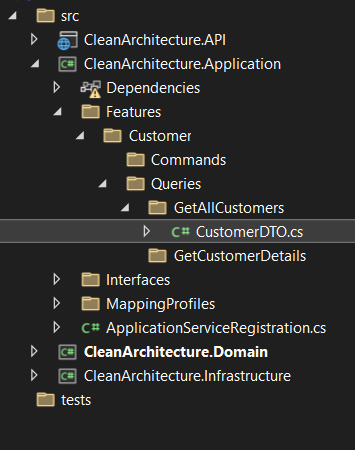 src
CleanArchitecture.API
CleanArchitecture.Application
Dependencies
Features
Customer
Commands
Queries
GetAllCustomers
C# CustomerDTO.cs
GetCustomerDetails
Interfaces
MappingProfiles
C# ApplicationServiceRegistration.cs
C# CleanArchitecture.Domain
C# CleanArchitecture.Infrastructure
tests